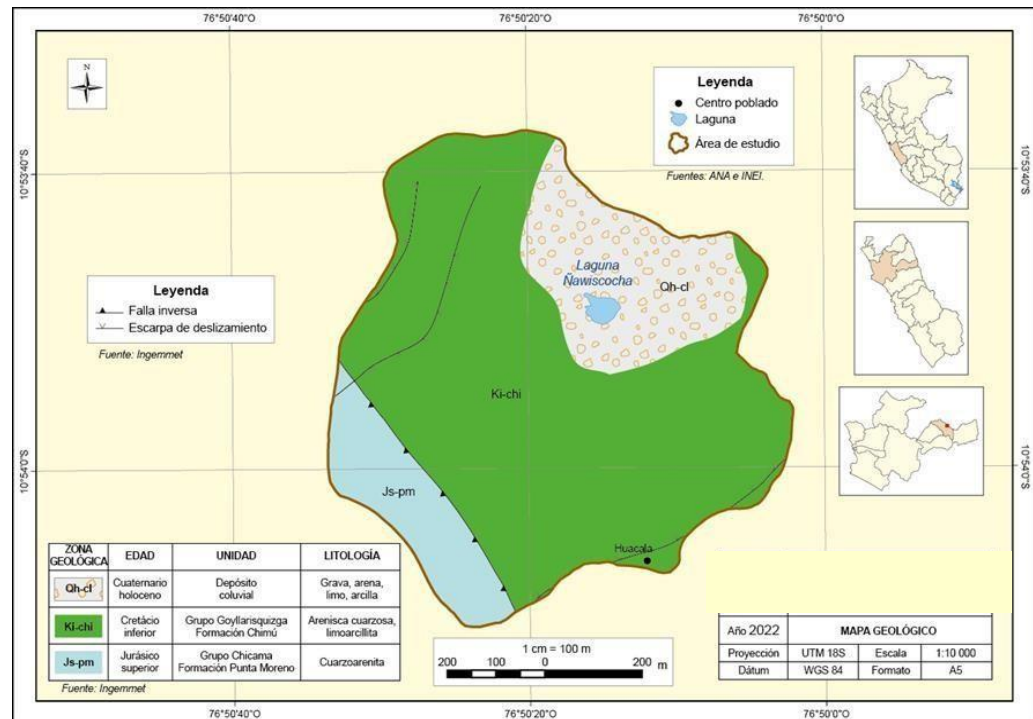 76°50'40"O
76°50'20"O
76°50'0"O
N
Leyenda
Centro poblado
Laguna
Área de estudio
Fuentes: ANA e INEI.
10°53'40"S
10°53'40"S
Laguna
Ñawiscocha
Qh-cl
Leyenda
Falla inversa
Escarpa de deslizamiento
Fuente: Ingemmet
Ki-chi
10°54'0"S
10°54'0"S
Js-pm
Huacala
ZONA GEOLÓGICA EDAD UNIDAD LITOLOGÍA
Qh-cl Cuaternario holoceno Depósito coluvial Grava, arena, limo, arcilla
Ki-chi Cretácio inferior Grupo Goyllarisquizga Formación Chimú Arenisca cuarzosa, limoarcillita
Js-pm Jurásico superior Grupo Chicama Formación Punta Moreno Cuarzoarenita
Fuente: Ingemmet
1 cm = 100 m
200 100 0 200 m
Año 2022 MAPA GEOLÓGICO
Proyección UTM 18S Escala 1:10 000
Dátum WGS 84 Formato A5
76°50'40"O
76°50'20"O
76°50'0"O